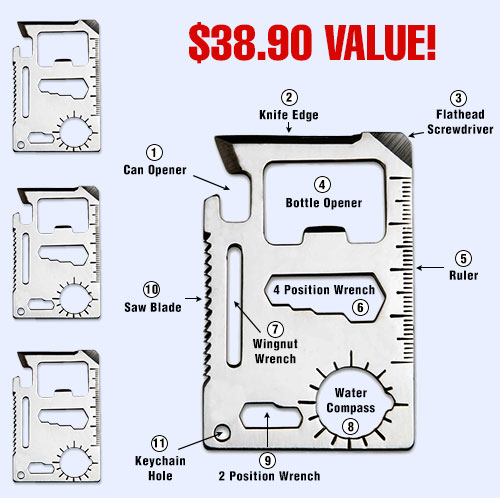 $38.90 VALUE!
②
Knife Edge
③
Flathead
Screwdriver
①
Can Opener
④
Bottle Opener
⑤
Ruler
4 Position Wrench
⑥
⑩
Saw Blade
⑦
Wingnut
Wrench
Water
Compass
⑧
⑪
Keychain
Hole
⑨
2 Position Wrench